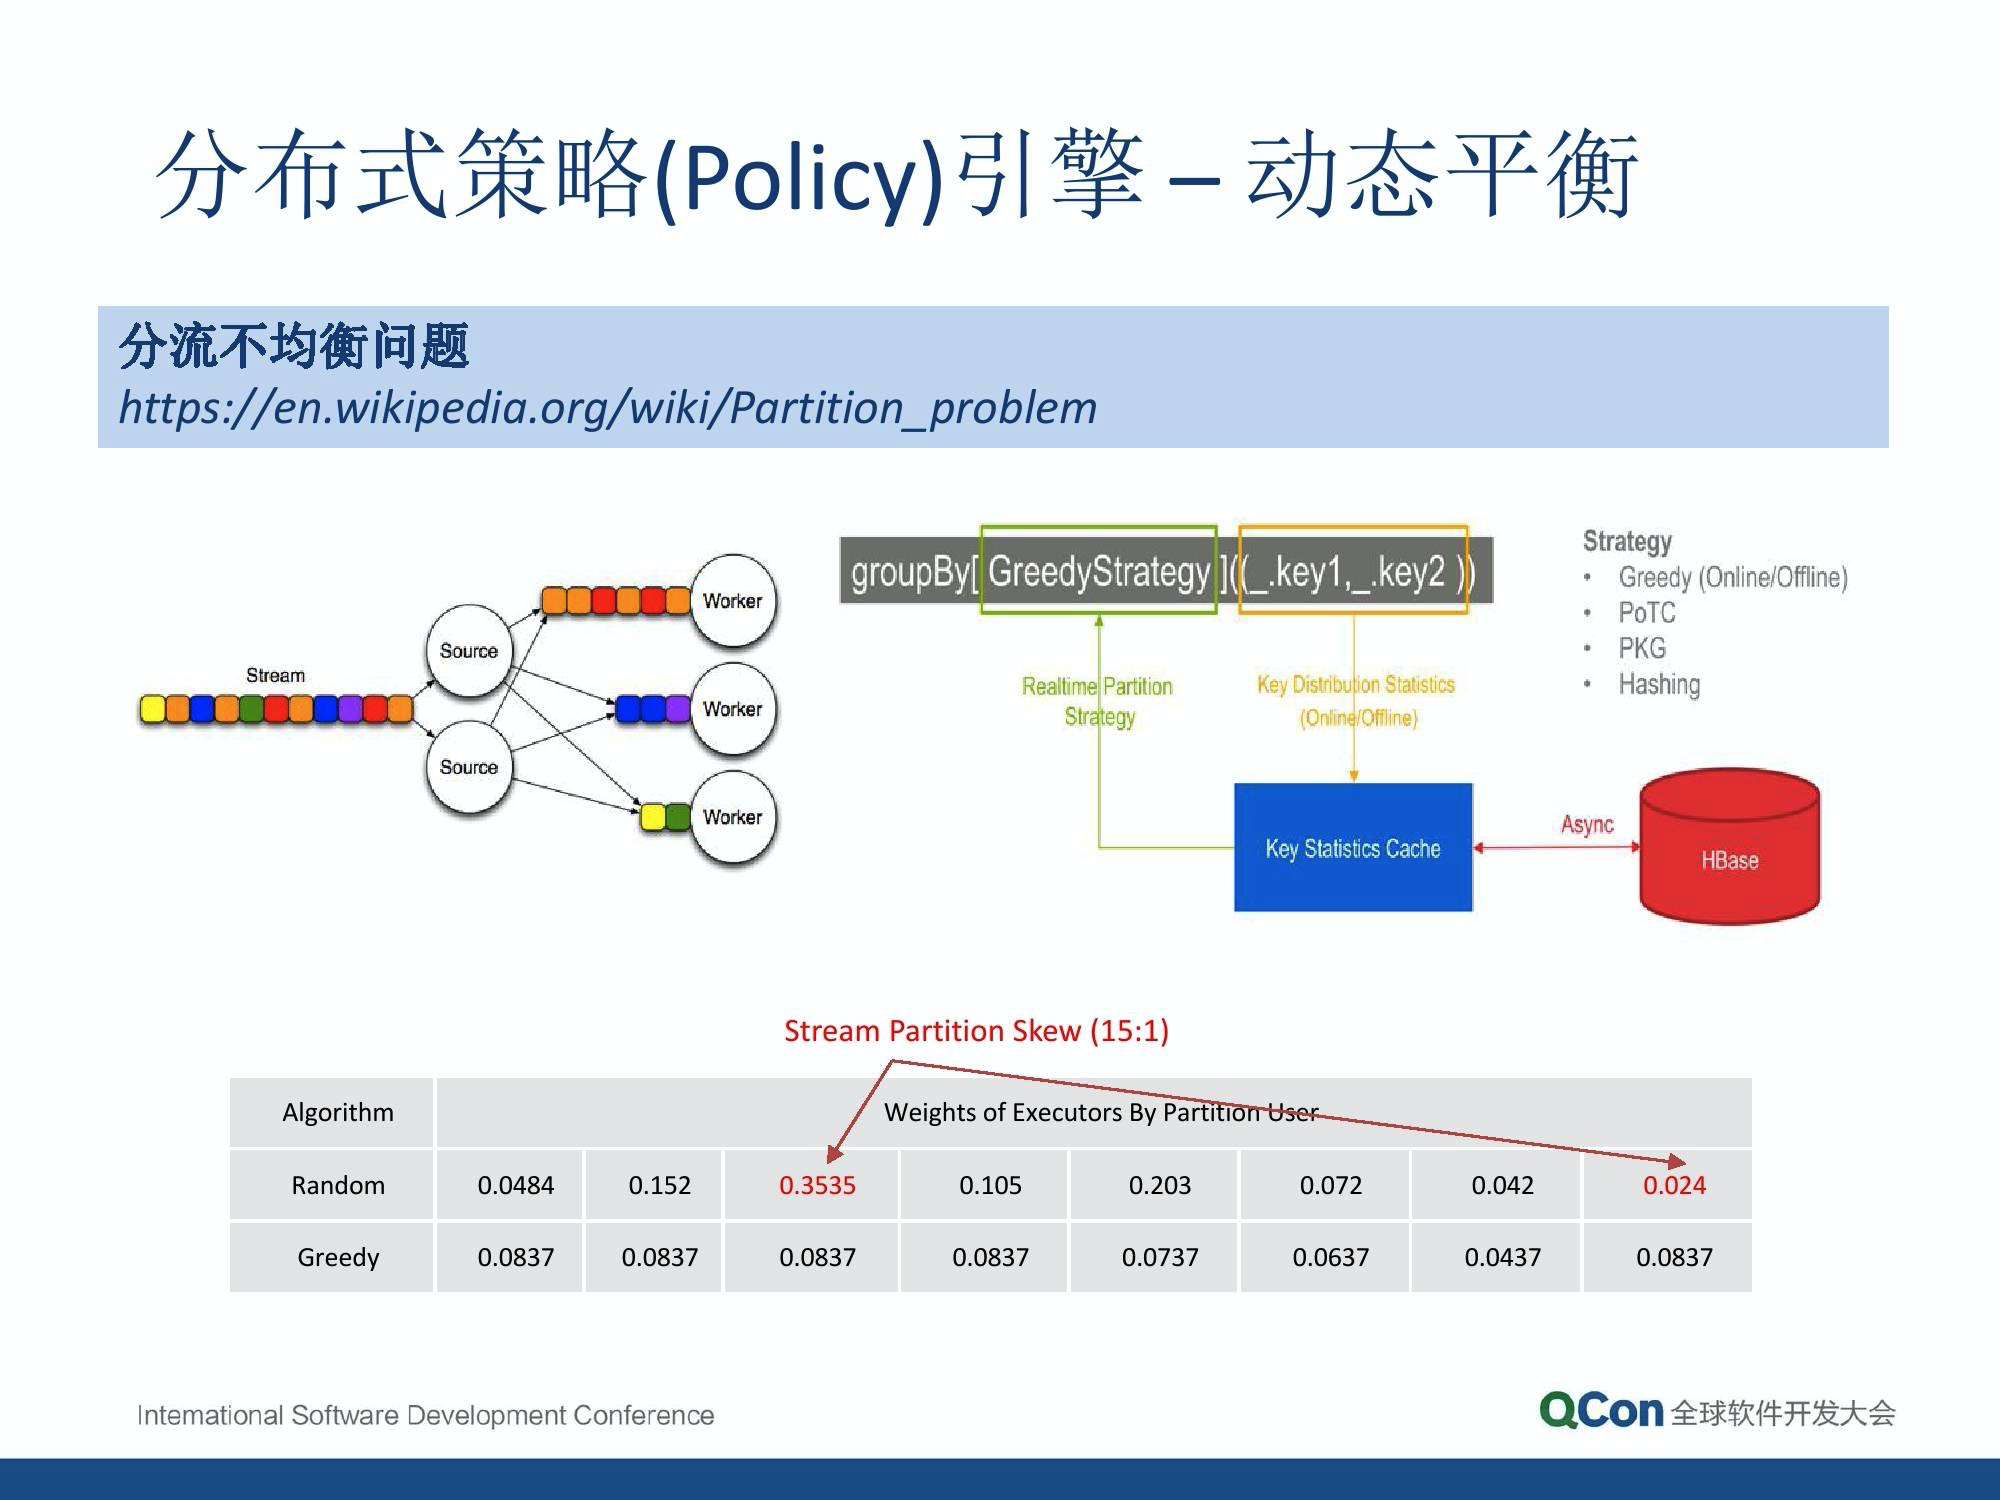 分布式策略(Policy)引擎 – 动态平衡
分流不均衡问题
https://en.wikipedia.org/wiki/Partition_problem
Stream
Source
Source
Worker
Worker
Worker
groupBy[ GreedyStrategy ]((_.key1,_.key2 ))
Realtime Partition
Strategy
Key Distribution Statistics
(Online/Offline)
Key Statistics Cache
Async
HBase
Strategy
• Greedy (Online/Offline)
• PoTC
• PKG
• Hashing
Stream Partition Skew (15:1)
Algorithm Weights of Executors By Partition User
Random 0.0484 0.152 0.3535 0.105 0.203 0.072 0.042 0.024
Greedy 0.0837 0.0837 0.0837 0.0837 0.0737 0.0637 0.0437 0.0837
International Software Development Conference
QCon 全球软件开发大会